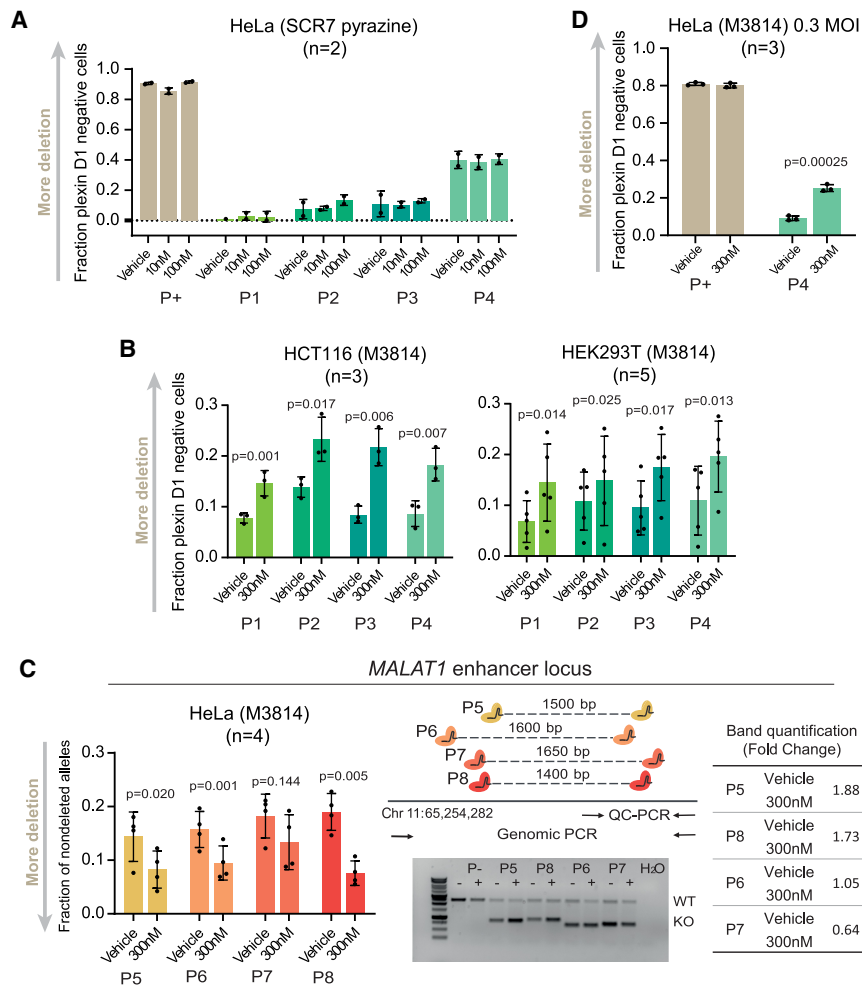 A
HeLa (SCR7 pyrazine)
(n=2)
More deletion
Fraction plexin D1 negative cells
1.0
0.8
0.6
0.4
0.2
0.0
Vehicle 10nM 100nM Vehicle 10nM 100nM Vehicle 10nM 100nM Vehicle 10nM 100nM Vehicle 10nM 100nM
P+ P1 P2 P3 P4
D
HeLa (M3814) 0.3 MOI
(n=3)
More deletion
Fraction plexin D1 negative cells
1.0
0.8
0.6
0.4
0.2
0.0
p=0.00025
Vehicle 300nM Vehicle 300nM
P+ P4
B
HCT116 (M3814)
(n=3)
More deletion
Fraction plexin D1 negative cells
0.3
0.2
0.1
0.0
p=0.001 p=0.017 p=0.006 p=0.007
Vehicle 300nM Vehicle 300nM Vehicle 300nM Vehicle 300nM
P1 P2 P3 P4
HEK293T (M3814)
(n=5)
0.3
0.2
0.1
0.0
p=0.014 p=0.025 p=0.017 p=0.013
Vehicle 300nM Vehicle 300nM Vehicle 300nM Vehicle 300nM
P1 P2 P3 P4
C
MALAT1 enhancer locus
HeLa (M3814)
(n=4)
More deletion
Fraction of nondeleted alleles
0.3
0.2
0.1
0.0
p=0.020 p=0.001 p=0.144 p=0.005
Vehicle 300nM Vehicle 300nM Vehicle 300nM Vehicle 300nM
P5 P6 P7 P8
P5 1500 bp
P6 1600 bp
P7 1650 bp
P8 1400 bp
Chr 11:65,254,282
QC-PCR
Genomic PCR
P- P5 P8 P6 P7 H2O
- + - + - + - + - +
WT
KO
Band quantification
(Fold Change)
P5 Vehicle 300nM 1.88
P8 Vehicle 300nM 1.73
P6 Vehicle 300nM 1.05
P7 Vehicle 300nM 0.64